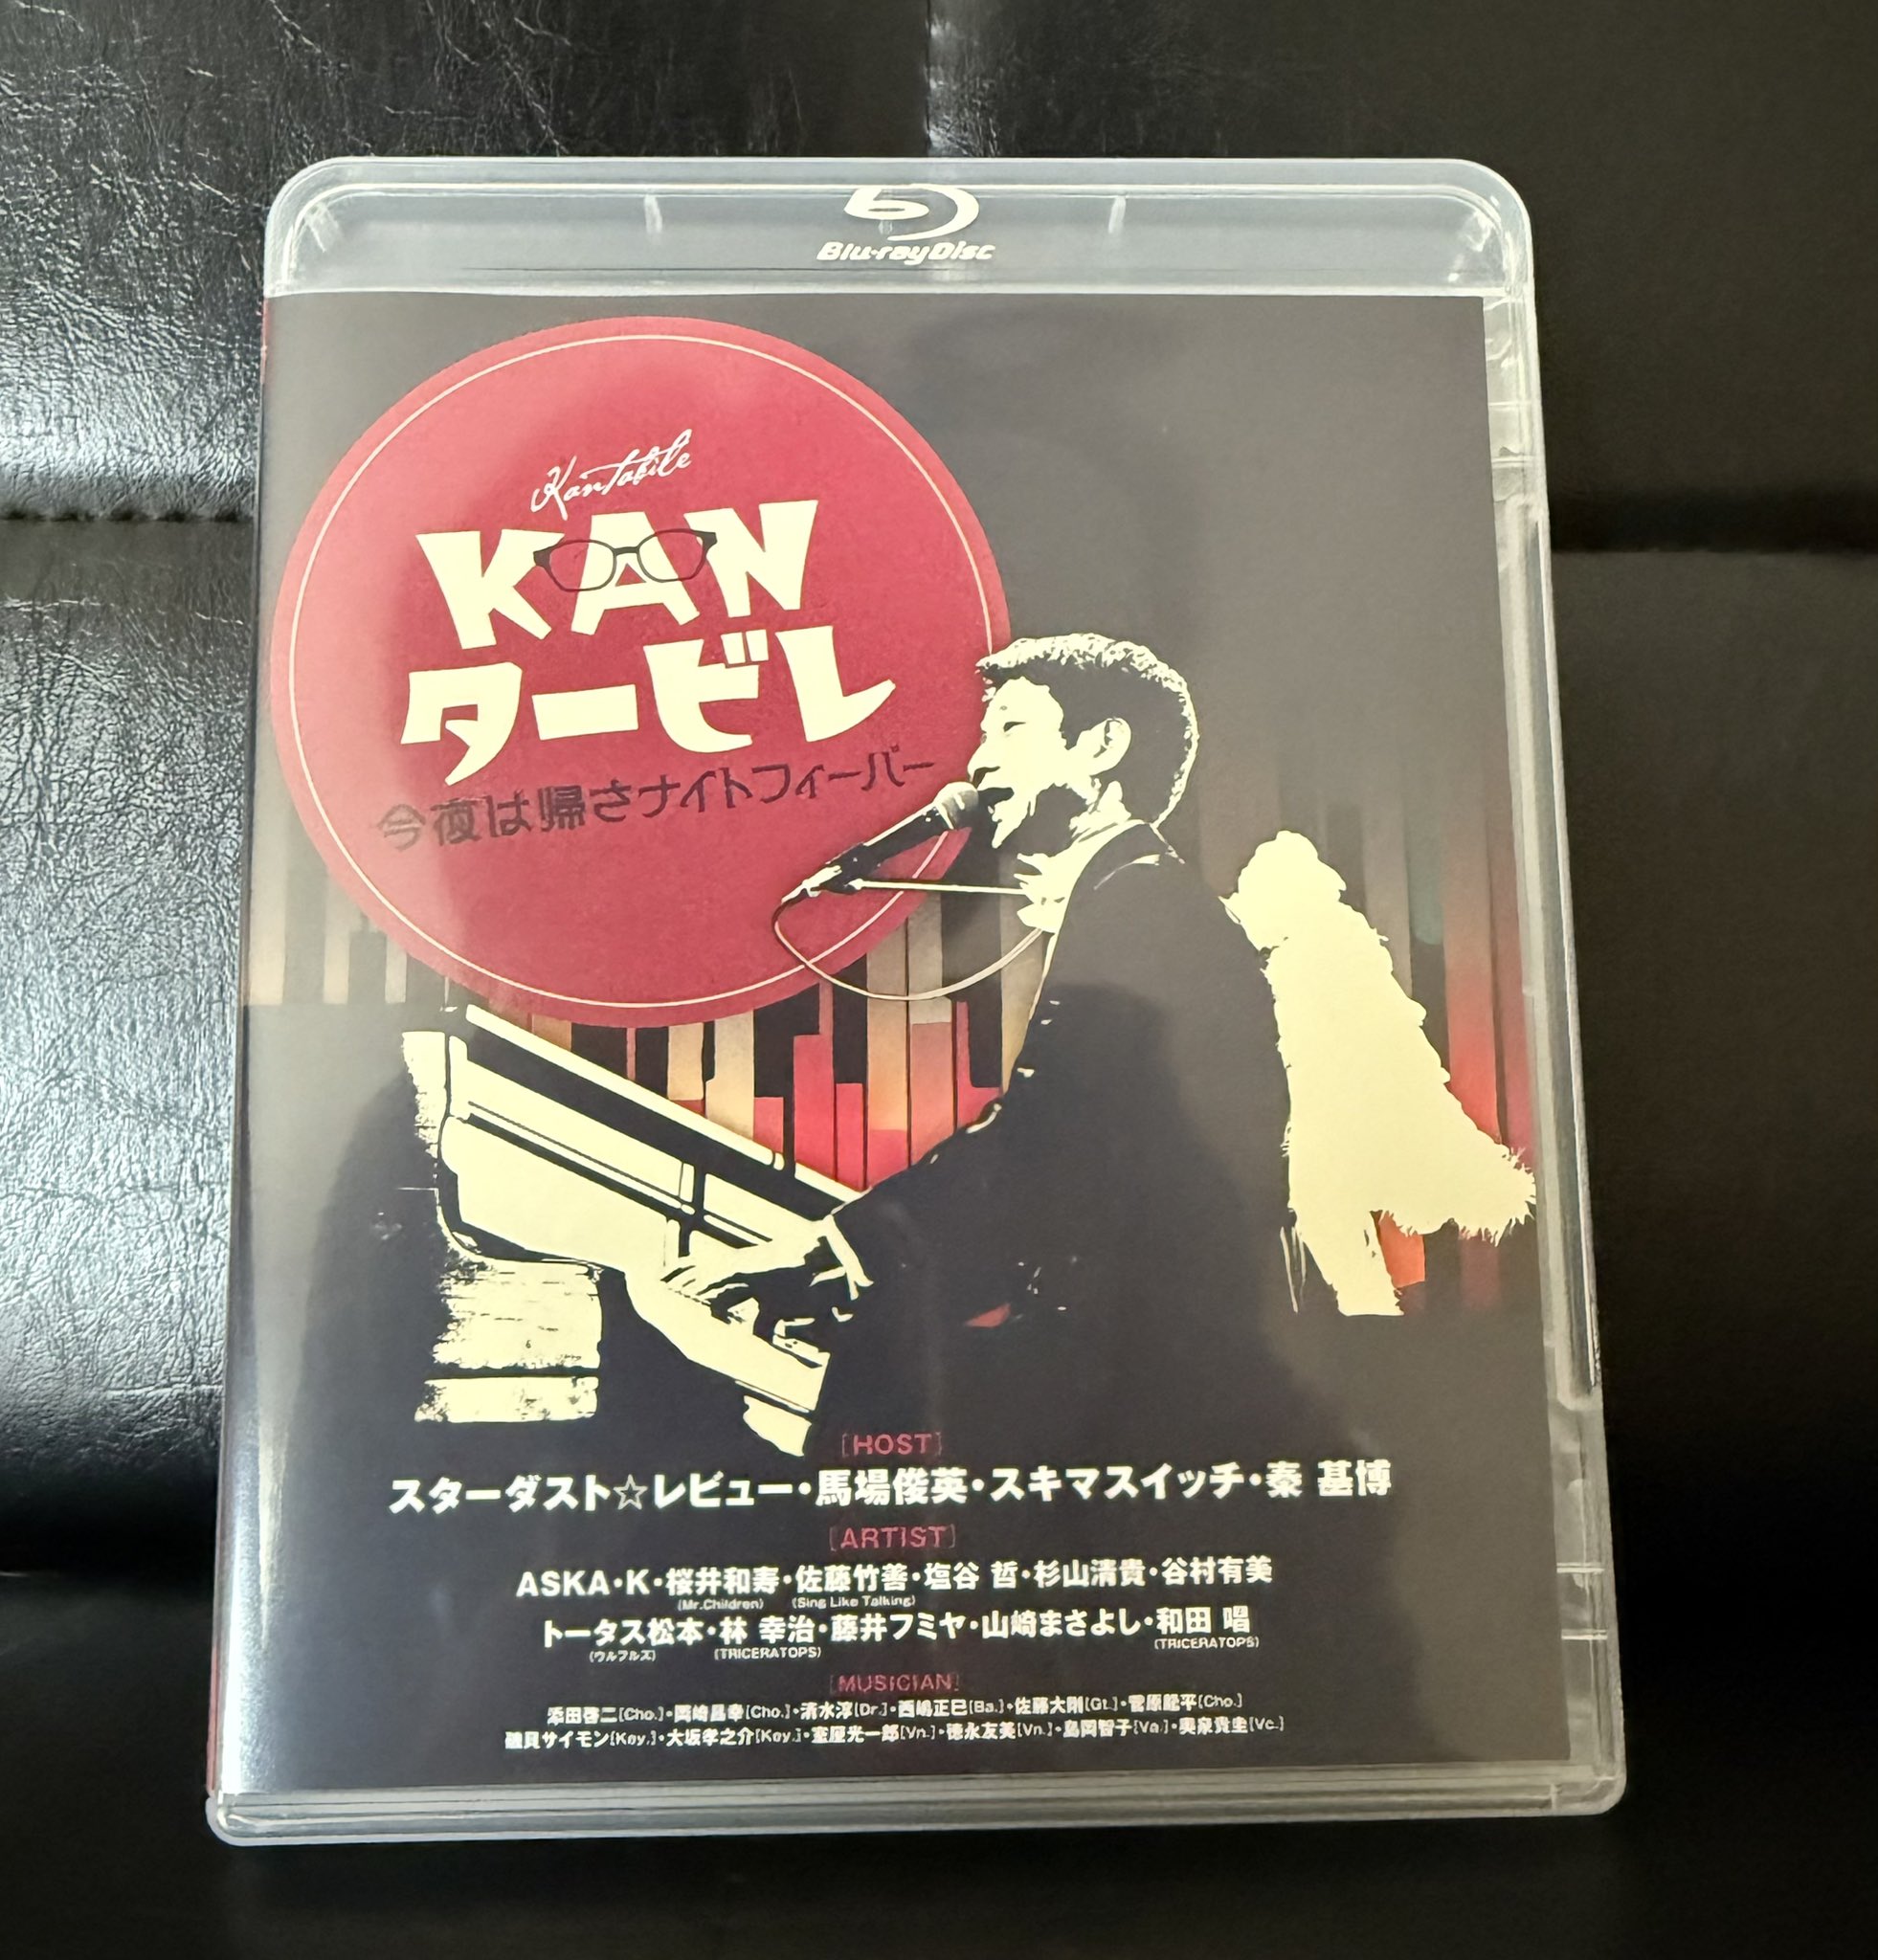 Blu-ray Disc
Kantabile
KAN
タービレ
今夜は帰さナイトフィーバー
[HOST]
スターダスト☆レビュー・馬場俊英・スキマスイッチ・秦 基博
[ARTIST]
ASKA・K・桜井和寿・佐藤竹善・塩谷 哲・杉山清貴・谷村有美
(Mr.Children) (Sing Like Talking)
トータス松本・林 幸治・藤井フミヤ・山崎まさよし・和田 唱
(ウルフルズ) (TRICERATOPS) (TRICERATOPS)
[MUSICIAN]
添田啓二[Cho.]・岡崎昌幸[Cho.]・清水淳[Dr.]・西嶋正巳[Ba.]・佐藤大剛[Gt.]・菅原龍平[Cho.]
磯貝サイモン[Key.]・大坂孝之介[Key.]・室屋光一郎[Vn.]・徳永友美[Vn.]・島岡智子[Va.]・奥泉貴圭[Vc.]